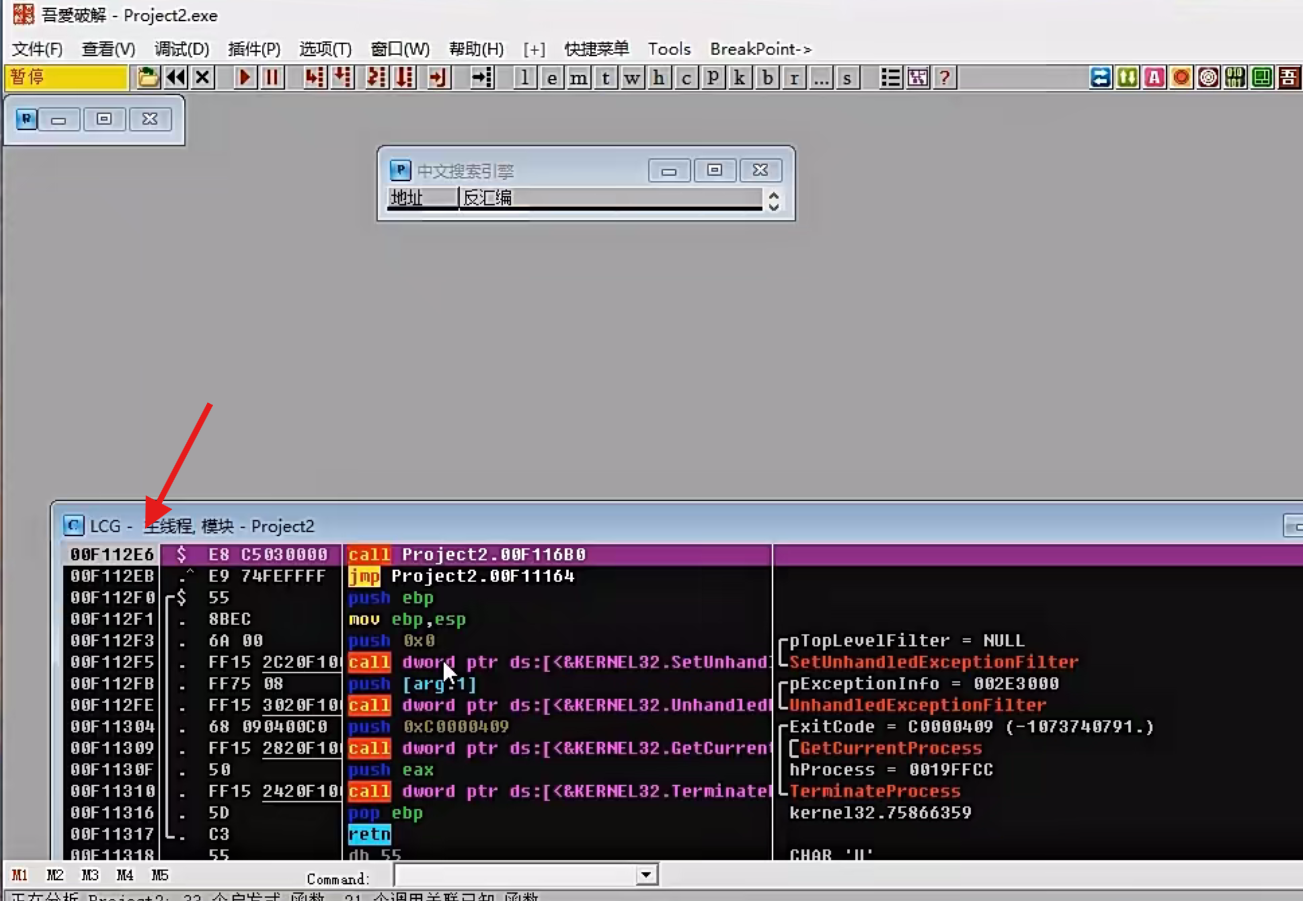 吾愛破解 - Project2.exe
文件(F) 查看(V) 调试(D) 插件(P) 选项(T) 窗口(W) 帮助(H) [+] 快捷菜单 Tools BreakPoint->
暂停 l e m t w h c P k b r ... s ? A 吾
中文搜索引擎
地址 反汇编
C LCG - 主线程, 模块 - Project2
00F112E6 $ E8 C5030000 call Project2.00F116B0
00F112EB .^ E9 74FEFFFF jmp Project2.00F11164
00F112F0 $ 55 push ebp
00F112F1 . 8BEC mov ebp,esp
00F112F3 . 6A 00 push 0x0 pTopLevelFilter = NULL
00F112F5 . FF15 2C20F10 call dword ptr ds:[<&KERNEL32.SetUnhand SetUnhandledExceptionFilter
00F112FB . FF75 08 push [arg.1] pExceptionInfo = 002E3000
00F112FE . FF15 3020F10 call dword ptr ds:[<&KERNEL32.Unhandled UnhandledExceptionFilter
00F11304 . 68 090400C0 push 0xC0000409 ExitCode = C0000409 (-1073740791.)
00F11309 . FF15 2820F10 call dword ptr ds:[<&KERNEL32.GetCurren GetCurrentProcess
00F1130F . 50 push eax hProcess = 0019FFCC
00F11310 . FF15 2420F10 call dword ptr ds:[<&KERNEL32.Terminate TerminateProcess
00F11316 . 5D pop ebp kernel32.75866359
00F11317 . C3 retn
00F11318 55 db 55 CHAR 'U'
M1 M2 M3 M4 M5 Command:
正在分析 Project2: 33 个启发式 函数, 21 个调用关联已知 函数